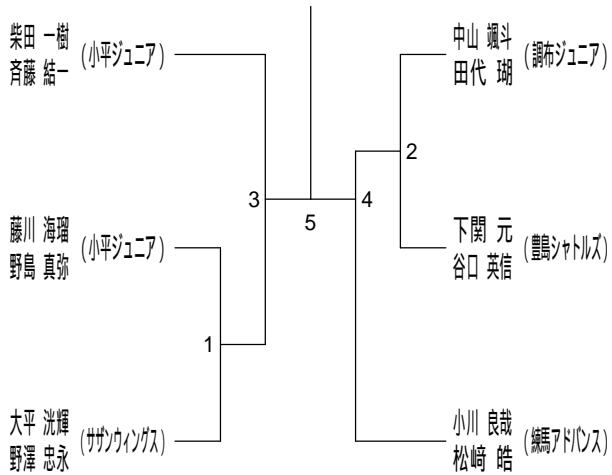 柴田 一樹
斉藤 結一
(小平ジュニア)
藤川 海瑠
野島 真弥
(小平ジュニア)
大平 洸輝
野澤 忠永
(サザンウィングス)
1
3
5
4
2
中山 颯斗
田代 瑚
(調布ジュニア)
下関 元
谷口 英信
(豊島シャトルズ)
小川 良哉
松﨑 皓
(練馬アドバンス)